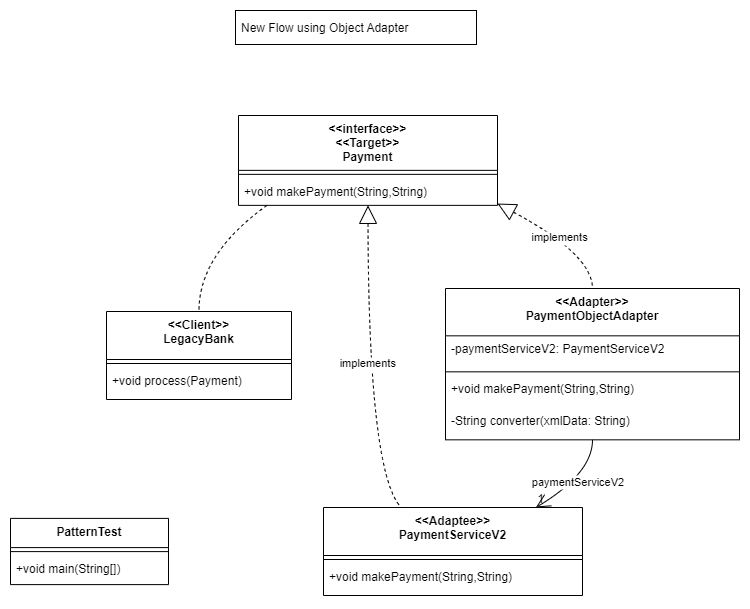 New Flow using Object Adapter
<<interface>>
<<Target>>
Payment
+void makePayment(String,String)
implements
<<Client>>
LegacyBank
+void process(Payment)
<<Adapter>>
PaymentObjectAdapter
-paymentServiceV2: PaymentServiceV2
+void makePayment(String,String)
-String converter(xmlData: String)
implements
paymentServiceV2
1
<<Adaptee>>
PaymentServiceV2
+void makePayment(String,String)
PatternTest
+void main(String[])